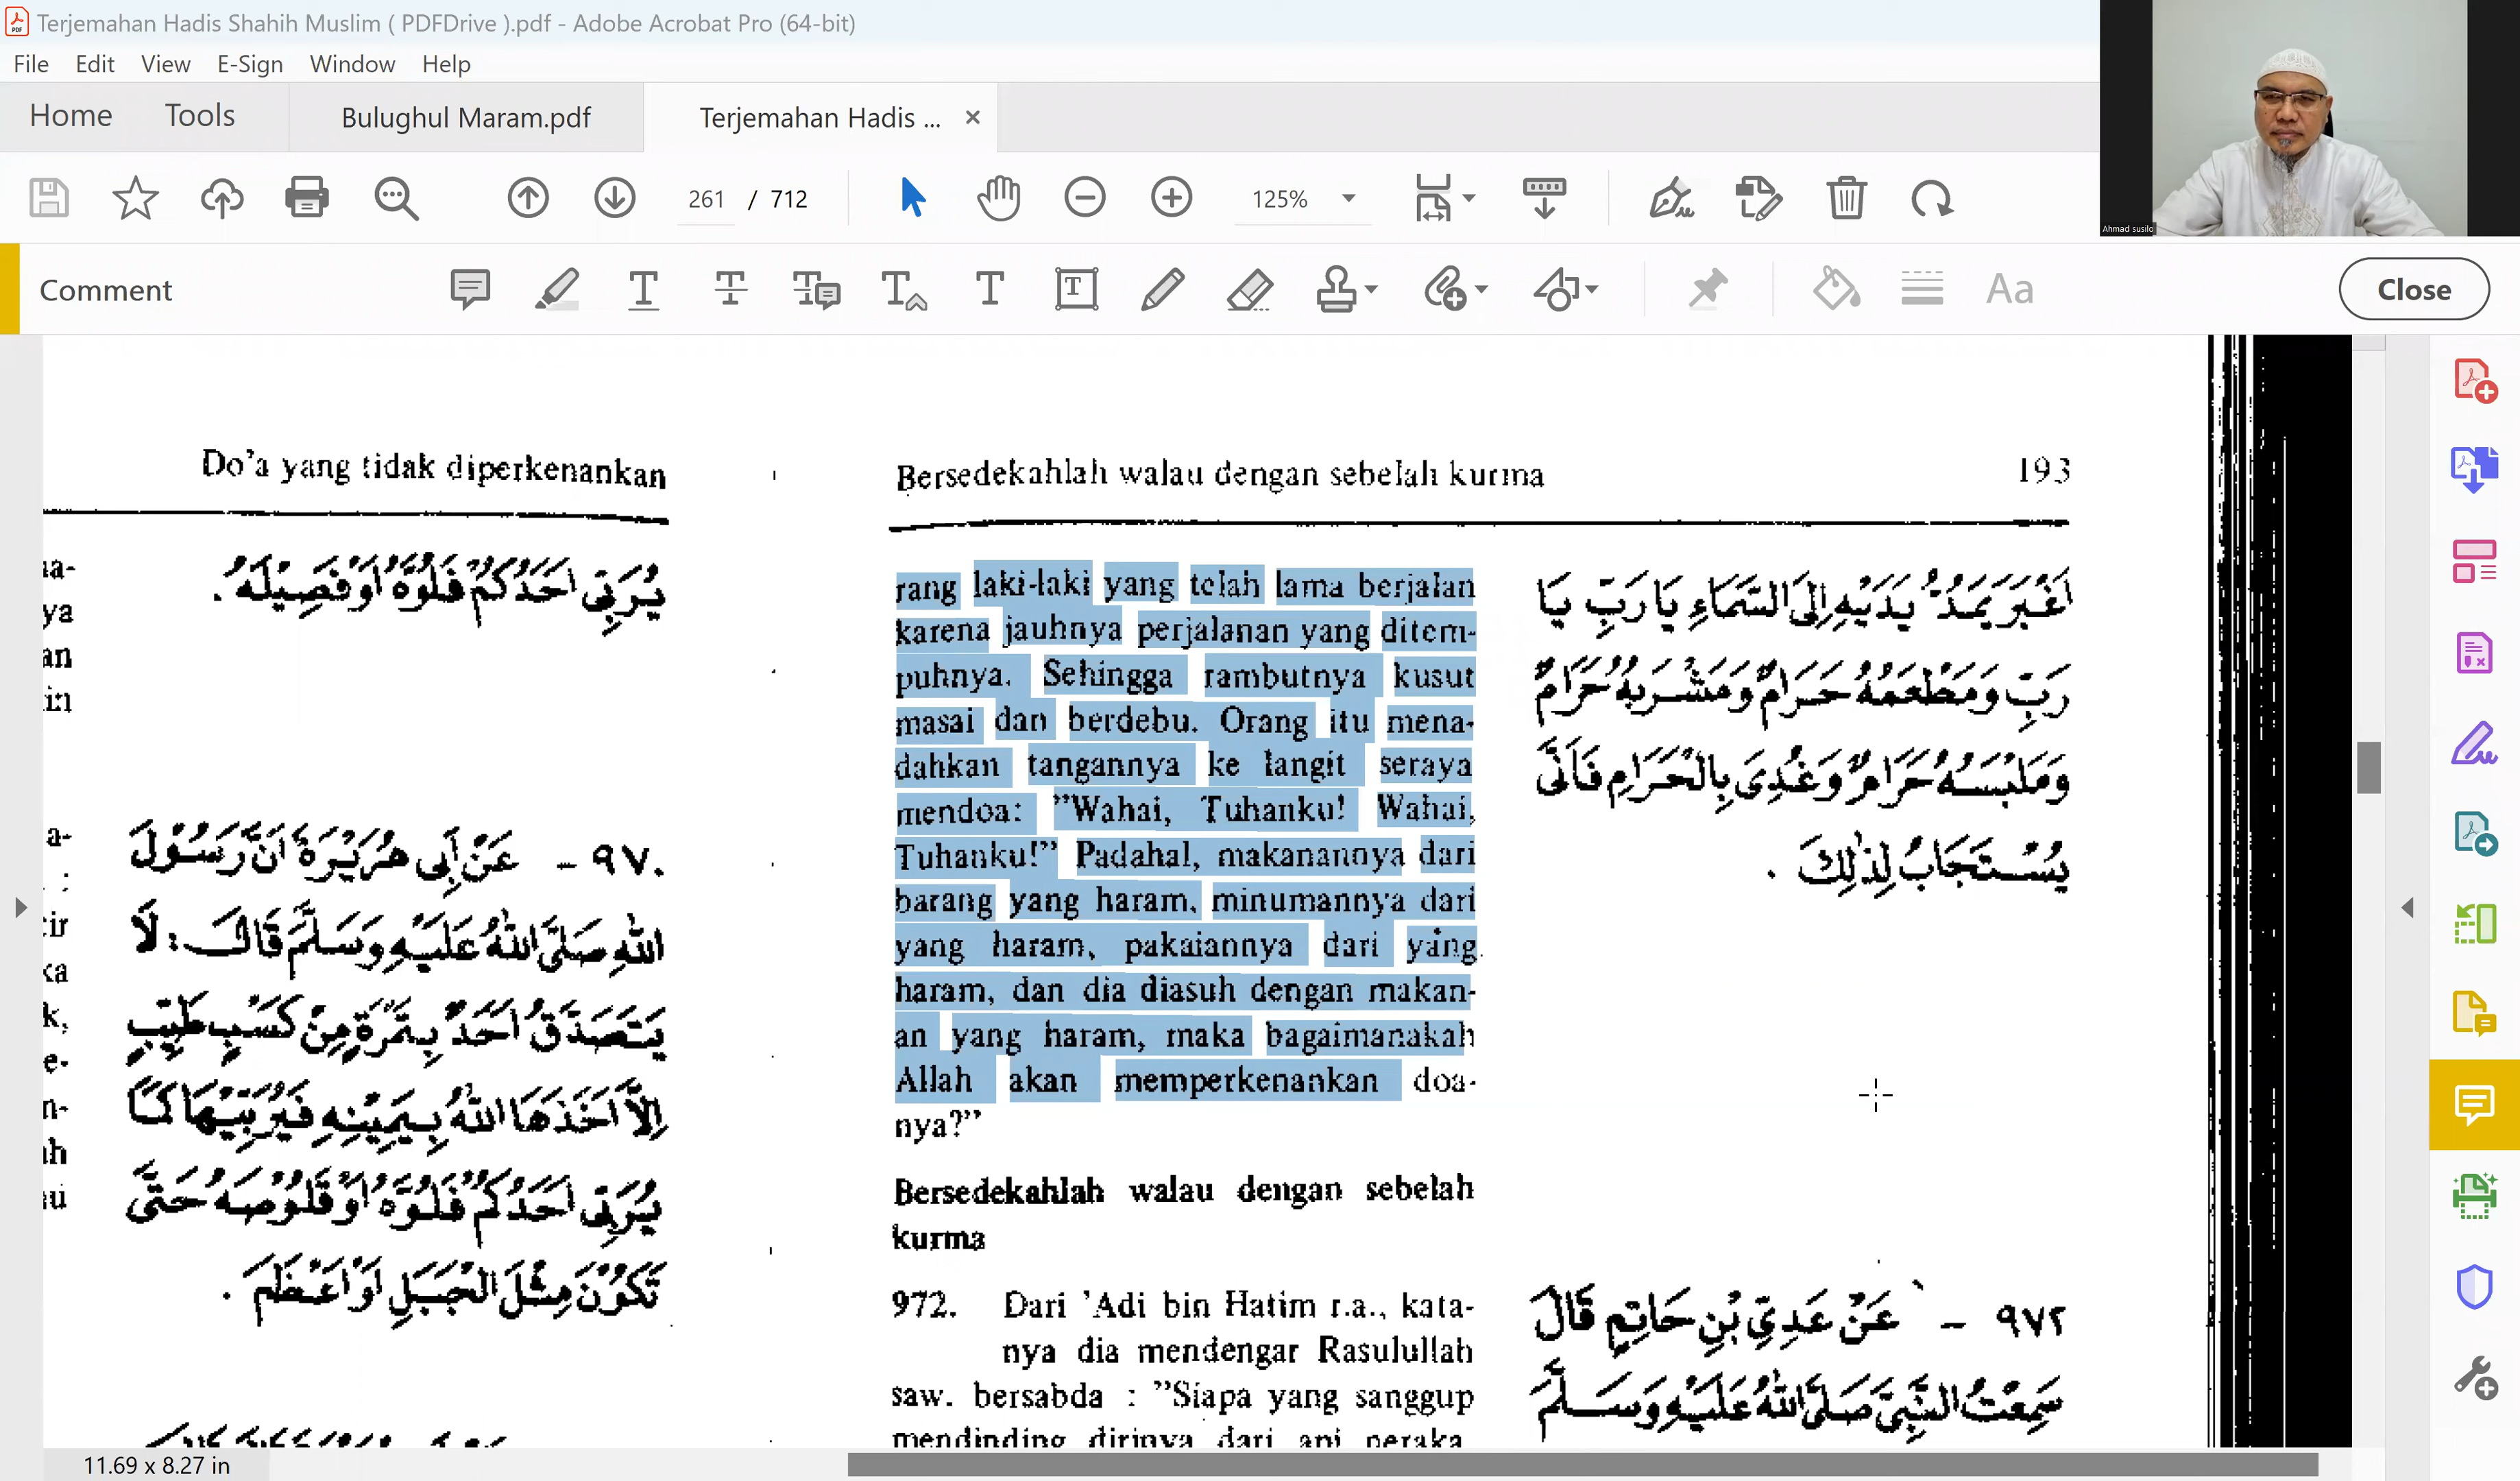 Terjemahan Hadis Shahih Muslim ( PDFDrive ).pdf - Adobe Acrobat Pro (64-bit)
File Edit View E-Sign Window Help
Home Tools Bulughul Maram.pdf Terjemahan Hadis ... ×
261 / 712 125%
Ahmad susilo
Comment Close
Do'a yang tidak diperkenankan
يُرَبِّى أَحَدُكُمْ فَلُوَّهُ أَوْ فَصِيْلَهُ .
٩٧٠ - عَنْ أَبِى هُرَيْرَةَ أَنَّ رَسُوْلَ
اللهِ صَلَّى اللهُ عَلَيْهِ وَسَلَّمَ قَالَ : لَا
يَتَصَدَّقُ أَحَدٌ بِتَمْرَةٍ مِنْ كَسْبٍ طَيِّبٍ
إِلَّا أَخَذَهَا اللهُ بِيَمِيْنِهِ فَيُرَبِّيْهَا كَمَا
يُرَبِّى أَحَدُكُمْ فَلُوَّهُ أَوْ قَلُوْصَهُ حَتَّى
تَكُوْنَ مِثْلَ الْجَبَلِ أَوْ أَعْظَمَ .
Bersedekahlah walau dengan sebelah kurma 193
rang laki-laki yang telah lama berjalan
karena jauhnya perjalanan yang ditem-
puhnya. Sehingga rambutnya kusut
masai dan berdebu. Orang itu mena-
dahkan tangannya ke langit seraya
mendoa: "Wahai, Tuhanku! Wahai,
Tuhanku!" Padahal, makanannya dari
barang yang haram, minumannya dari
yang haram, pakaiannya dari yang
haram, dan dia diasuh dengan makan-
an yang haram, maka bagaimanakah
Allah akan memperkenankan doa-
nya?"
أَغْبَرَ يَمُدُّ يَدَيْهِ إِلَى السَّمَاءِ يَا رَبِّ يَا
رَبِّ وَمَطْعَمُهُ حَرَامٌ وَمَشْرَبُهُ حَرَامٌ
وَمَلْبَسُهُ حَرَامٌ وَغُذِىَ بِالْحَرَامِ فَأَنَّى
يُسْتَجَابُ لِذٰلِكَ .
Bersedekahlah walau dengan sebelah
kurma
972. Dari 'Adi bin Hatim r.a., kata-
nya dia mendengar Rasulullah
saw. bersabda : "Siapa yang sanggup
mendinding dirinya dari api neraka
٩٧٢ - عَنْ عَدِيِّ بْنِ حَاتِمٍ قَالَ
سَمِعْتُ النَّبِيَّ صَلَّى اللهُ عَلَيْهِ وَسَلَّمَ
11.69 x 8.27 in